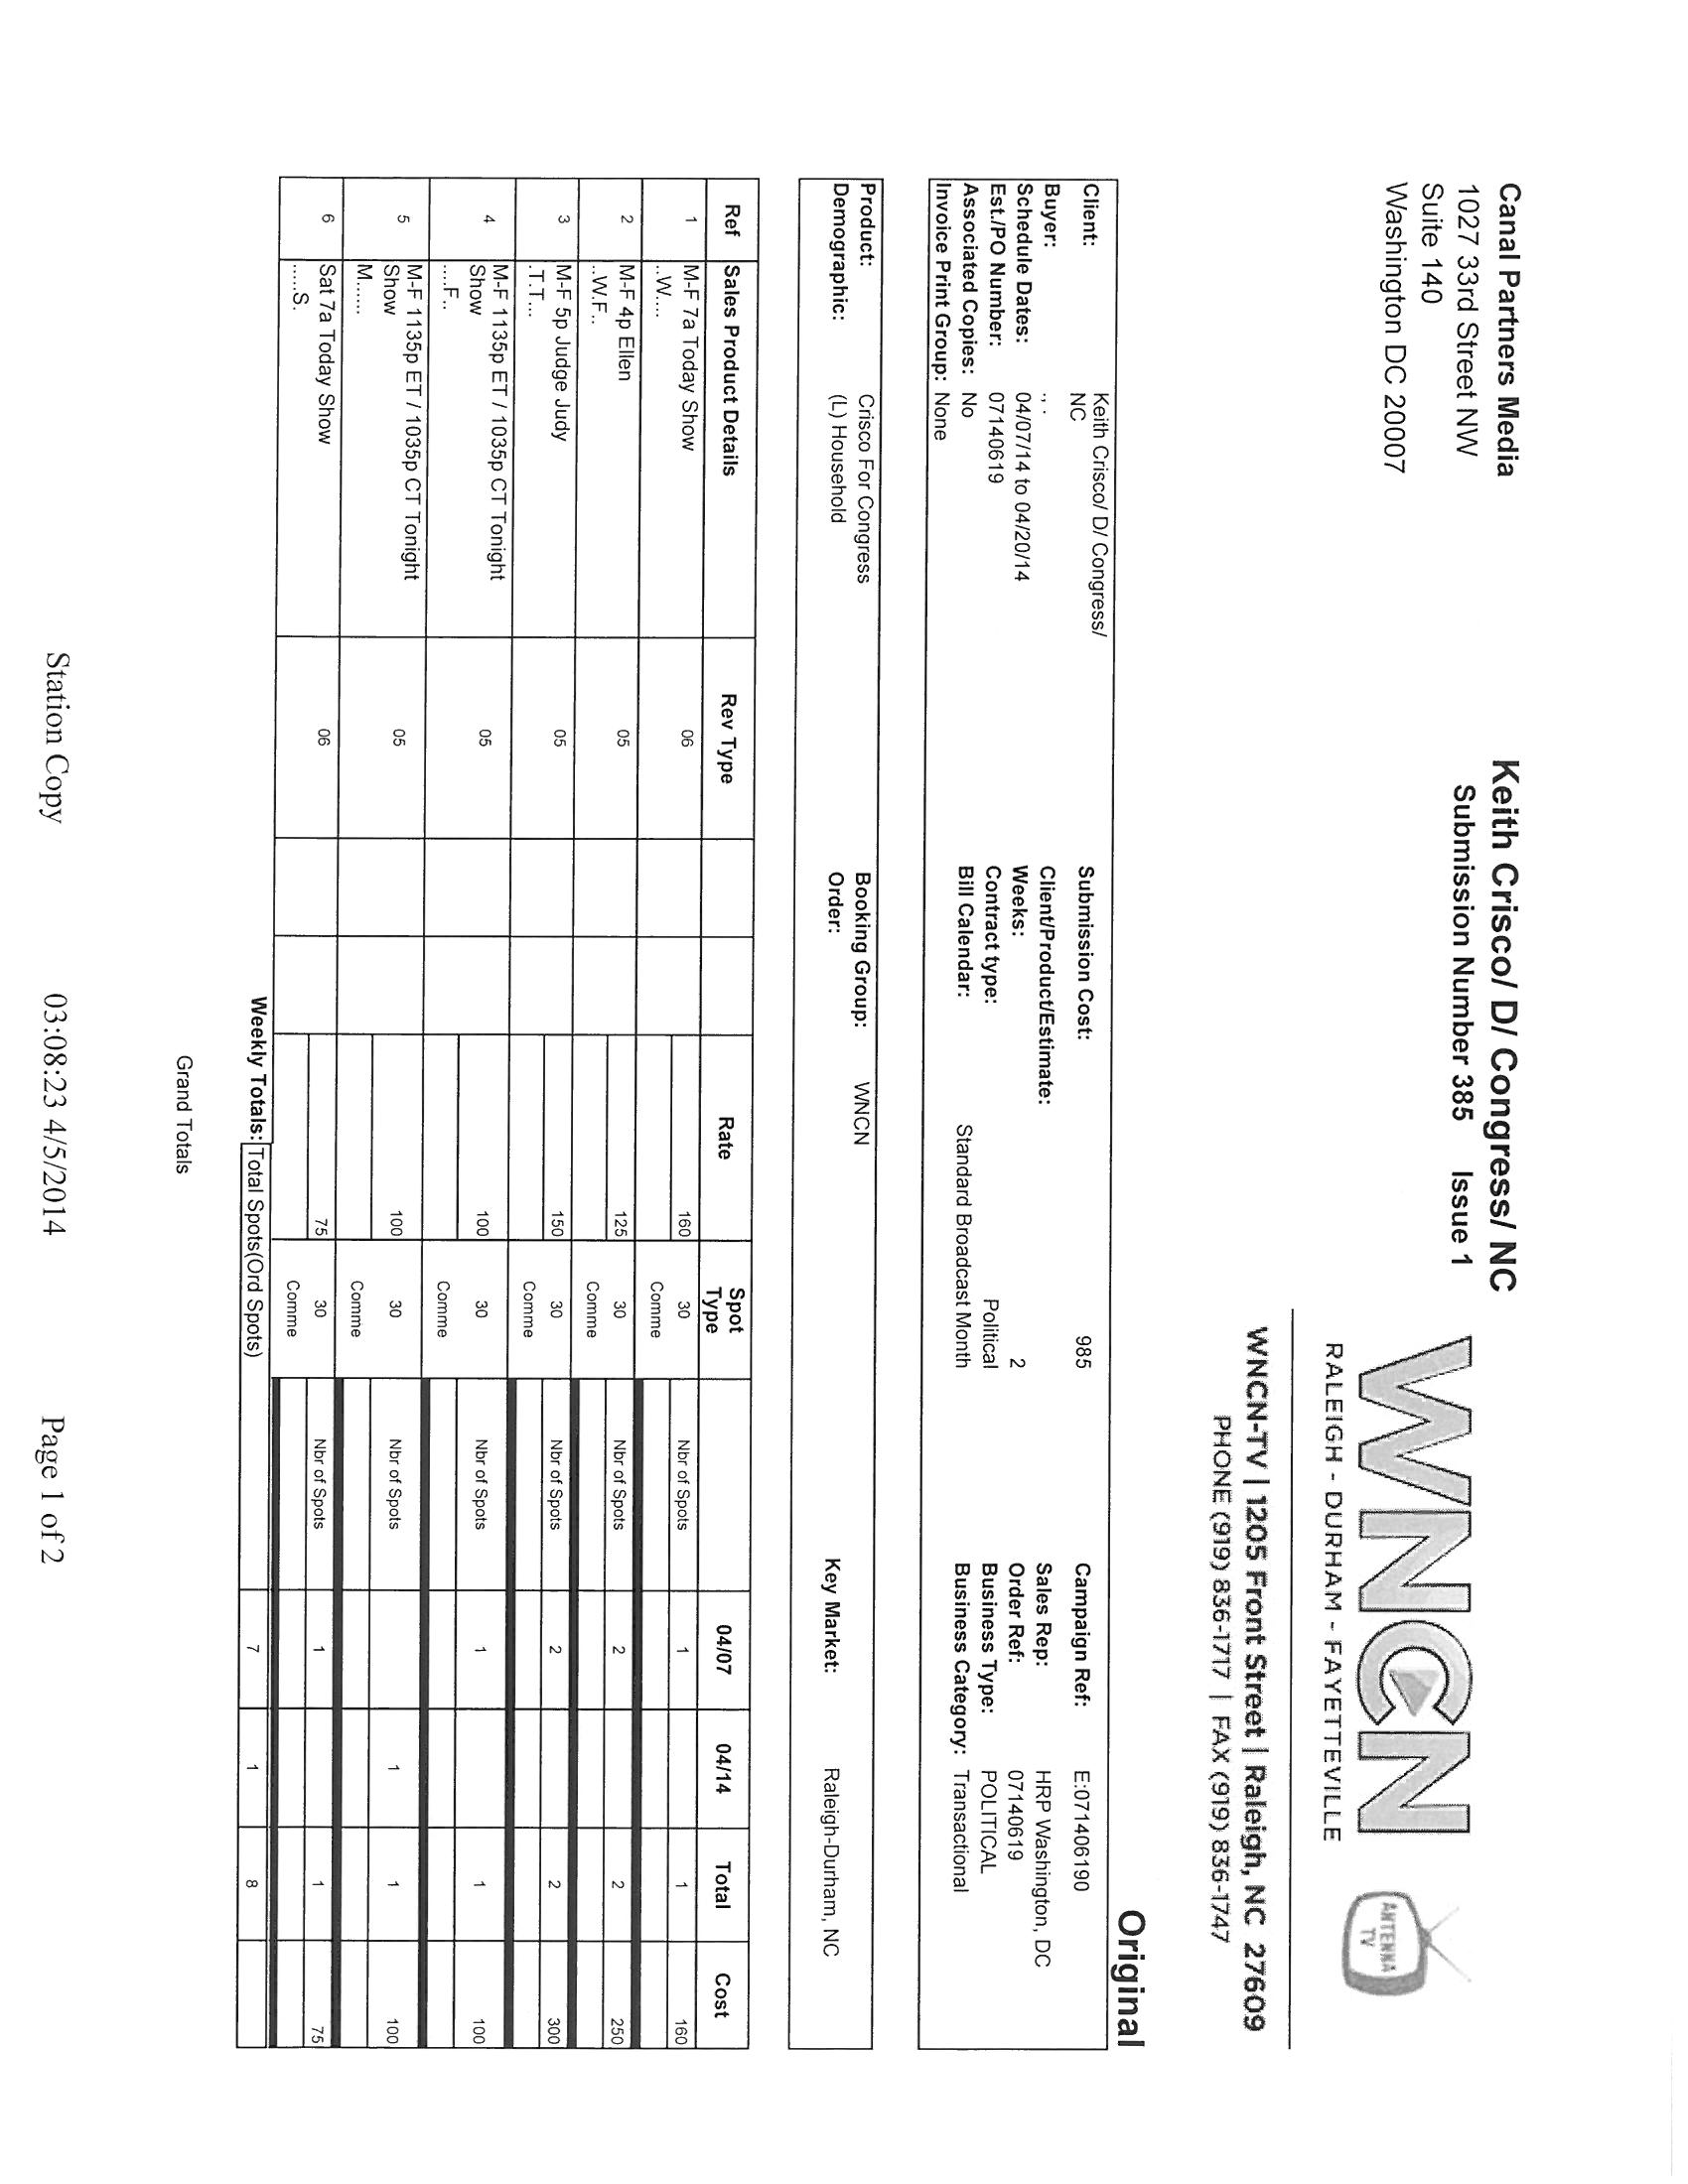 Canal Partners Media
1027 33rd Street NW
Suite 140
Washington DC 20007
Keith Crisco/ D/ Congress/ NC
Submission Number 385 Issue 1
WNCN
RALEIGH - DURHAM - FAYETTEVILLE
ANTENNA TV
WNCN-TV | 1205 Front Street | Raleigh, NC 27609
PHONE (919) 836-1717 | FAX (919) 836-1747
Original
Client: Keith Crisco/ D/ Congress/ NC
Buyer: ., .
Schedule Dates: 04/07/14 to 04/20/14
Est./PO Number: 07140619
Associated Copies: No
Invoice Print Group: None
Submission Cost: 985
Client/Product/Estimate:
Weeks: 2
Contract type: Political
Bill Calendar: Standard Broadcast Month
Campaign Ref: E:071406190
Sales Rep: HRP Washington, DC
Order Ref: 07140619
Business Type: POLITICAL
Business Category: Transactional
Product: Crisco For Congress
Demographic: (L) Household
Booking Group: WNCN
Order:
Key Market: Raleigh-Durham, NC
Ref Sales Product Details Rev Type Rate Spot Type 04/07 04/14 Total Cost
1 M-F 7a Today Show 06 160 30 Nbr of Spots 1 1 160
..W.... Comme
2 M-F 4p Ellen 05 125 30 Nbr of Spots 2 2 250
..W.F.. Comme
3 M-F 5p Judge Judy 05 150 30 Nbr of Spots 2 2 300
.T.T... Comme
4 M-F 1135p ET / 1035p CT Tonight Show 05 100 30 Nbr of Spots 1 1 100
....F.. Comme
5 M-F 1135p ET / 1035p CT Tonight Show 05 100 30 Nbr of Spots 1 1 100
M...... Comme
6 Sat 7a Today Show 06 75 30 Nbr of Spots 1 1 75
.....S. Comme
Weekly Totals: Total Spots(Ord Spots) 7 1 8
Grand Totals
Station Copy 03:08:23 4/5/2014 Page 1 of 2